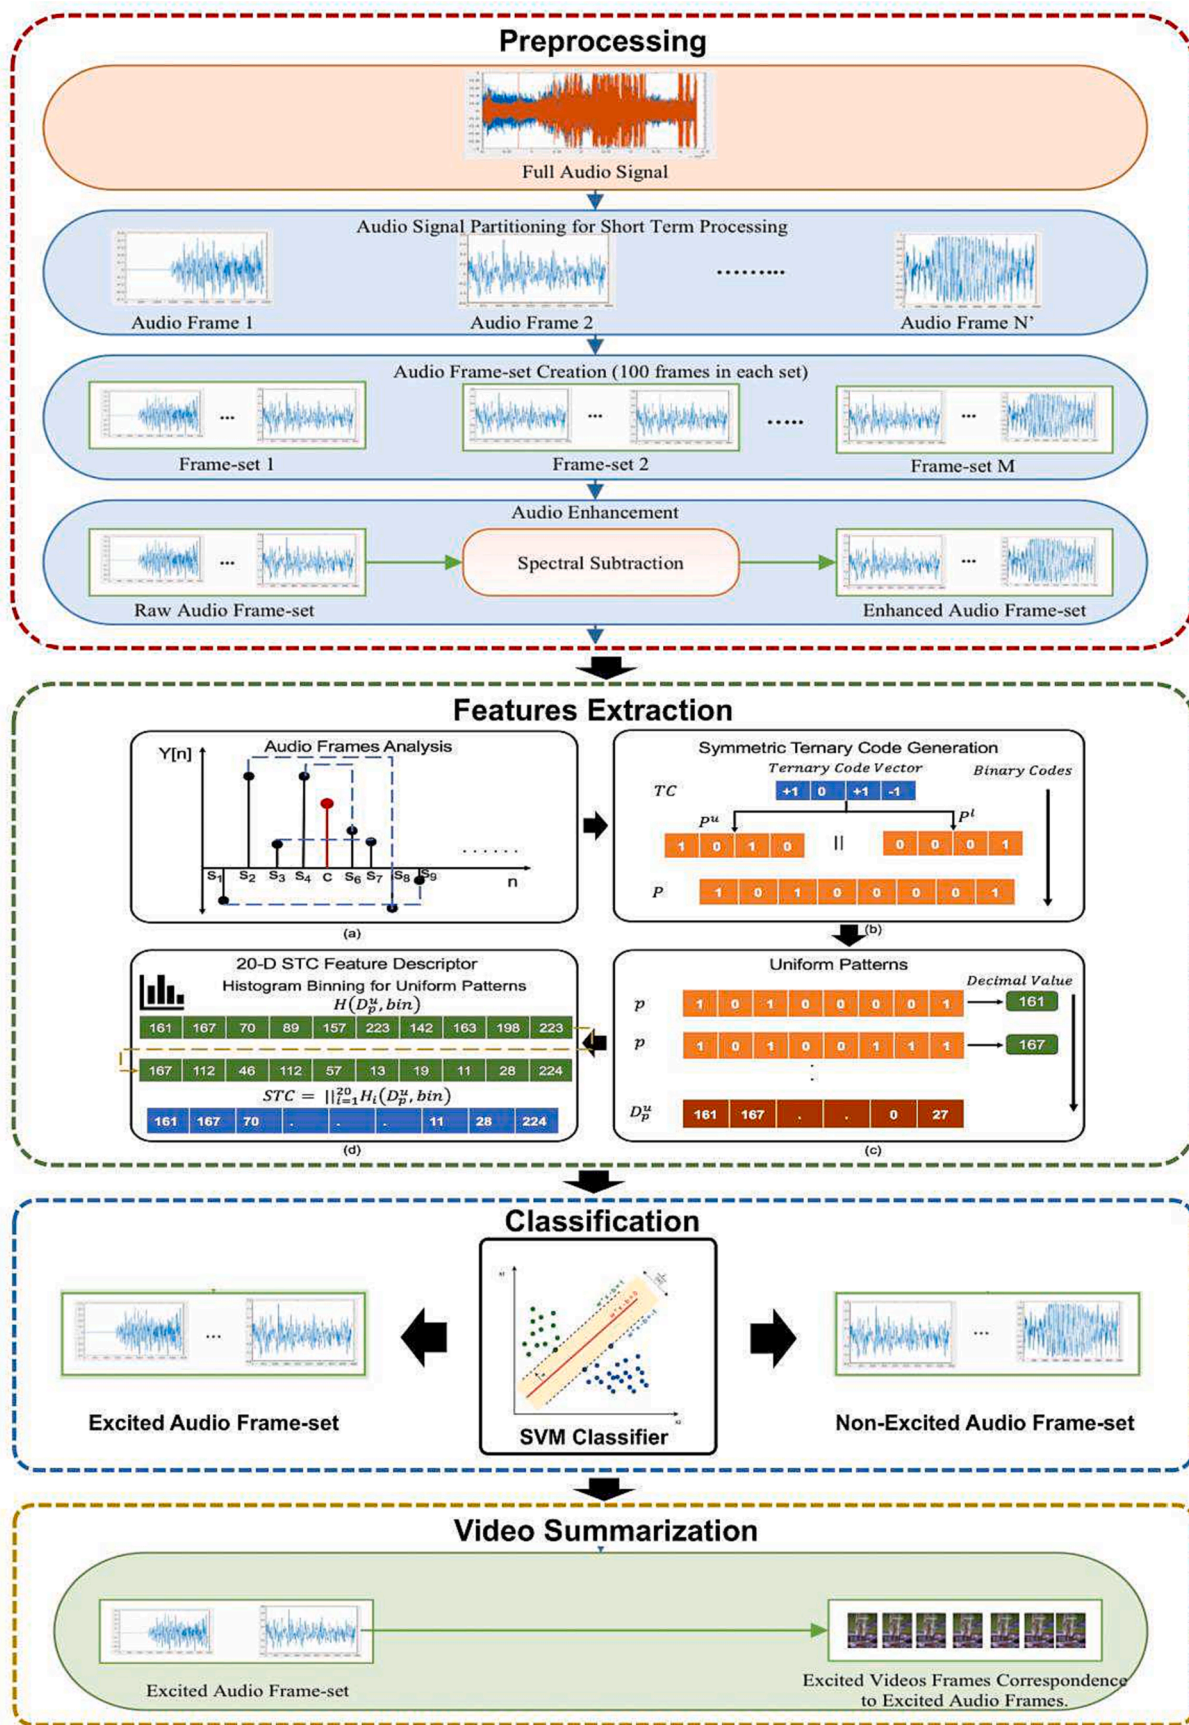 Preprocessing
Full Audio Signal
Audio Signal Partitioning for Short Term Processing
.........
Audio Frame 1
Audio Frame 2
Audio Frame N’
Audio Frame-set Creation (100 frames in each set)
...
...
.....
...
Frame-set 1
Frame-set 2
Frame-set M
Audio Enhancement
...
Spectral Subtraction
...
Raw Audio Frame-set
Enhanced Audio Frame-set
Features Extraction
Audio Frames Analysis
Y[n]
S1 S2 S3 S4 C S6 S7 S8 S9
......
n
(a)
Symmetric Ternary Code Generation
Ternary Code Vector
Binary Codes
TC
+1 0 +1 -1
P^u
P^l
1 0 1 0 || 0 0 0 1
P 1 0 1 0 0 0 0 1
(b)
20-D STC Feature Descriptor
Histogram Binning for Uniform Patterns
H(D_p^u, bin)
161 167 70 89 157 223 142 163 198 223
167 112 46 112 57 13 19 11 28 224
STC = ||_{i=1}^{20} H_i(D_p^u, bin)
161 167 70 . . . 11 28 224
(d)
Uniform Patterns
Decimal Value
p 1 0 1 0 0 0 0 1 161
p 1 0 1 0 0 1 1 1 167
:
D_p^u 161 167 . . 0 27
(c)
Classification
...
...
SVM Classifier
Excited Audio Frame-set
Non-Excited Audio Frame-set
Video Summarization
Excited Audio Frame-set
Excited Videos Frames Correspondence
to Excited Audio Frames.